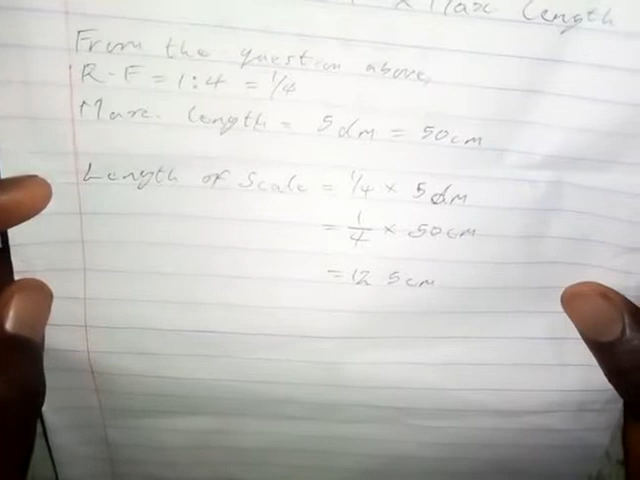 x Max length
From the question above,
R.F = 1:4 = 1/4
Max. length = 5dm = 50cm
Length of Scale = 1/4 x 5dm
= 1/4 x 50cm
= 12 5cm